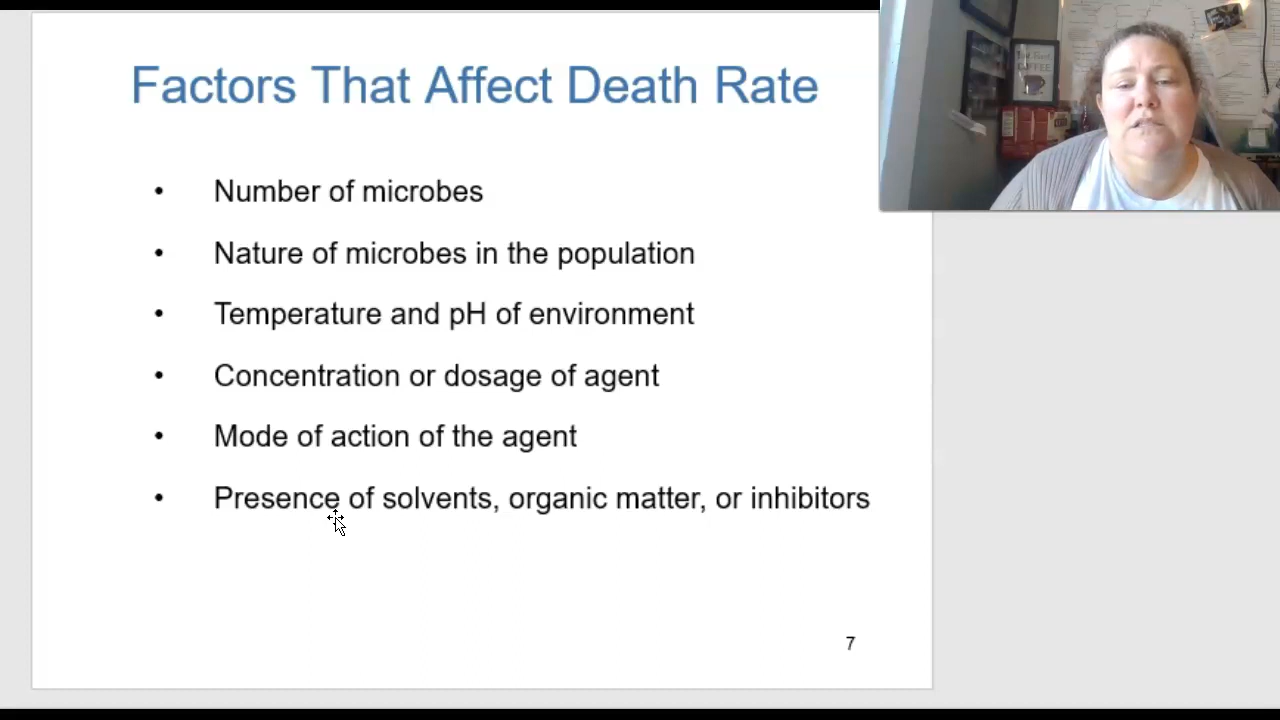 Factors That Affect Death Rate
• Number of microbes
• Nature of microbes in the population
• Temperature and pH of environment
• Concentration or dosage of agent
• Mode of action of the agent
• Presence of solvents, organic matter, or inhibitors
7